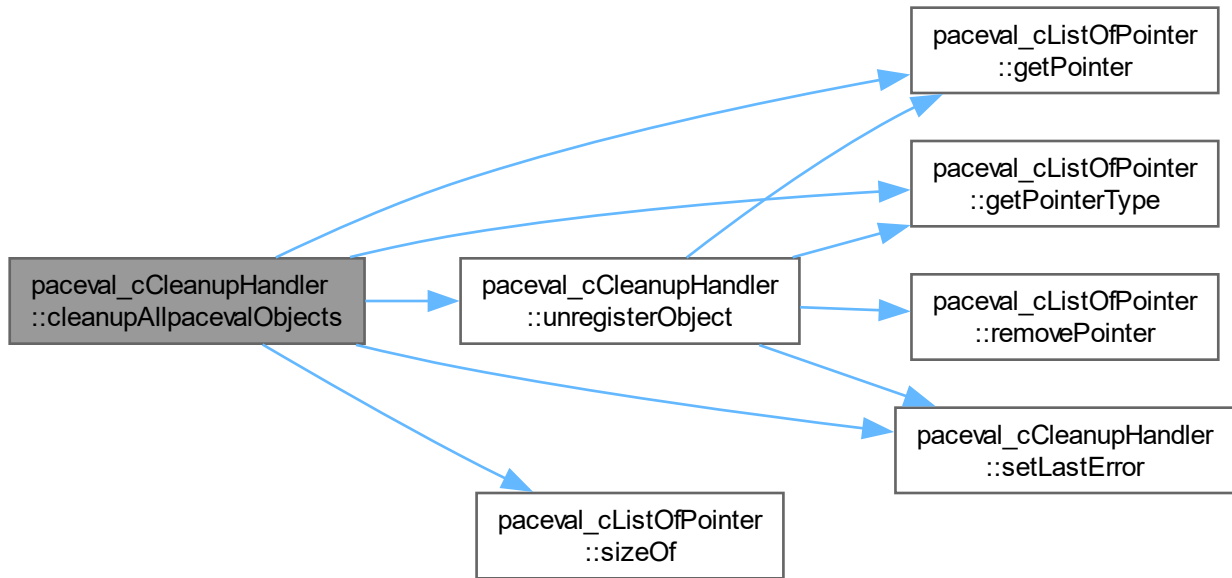 paceval_cListOfPointer
::getPointer
paceval_cListOfPointer
::getPointerType
paceval_cCleanupHandler
::cleanupAllpacevalObjects
paceval_cCleanupHandler
::unregisterObject
paceval_cListOfPointer
::removePointer
paceval_cCleanupHandler
::setLastError
paceval_cListOfPointer
::sizeOf